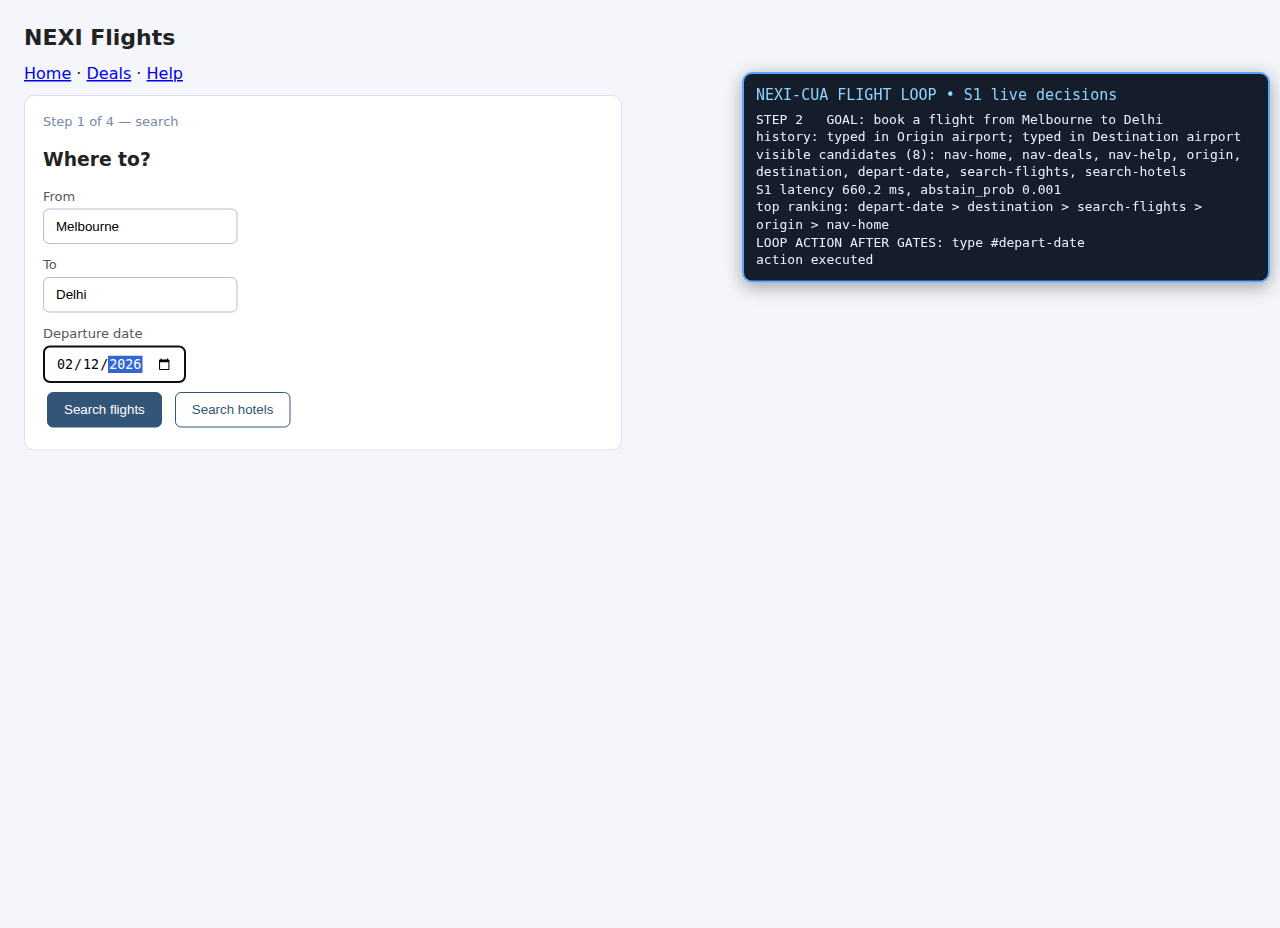 NEXI Flights
Home · Deals · Help
Step 1 of 4 — search
Where to?
From
Melbourne
To
Delhi
Departure date
02/12/2026
Search flights
Search hotels
NEXI-CUA FLIGHT LOOP • S1 live decisions
STEP 2   GOAL: book a flight from Melbourne to Delhi
history: typed in Origin airport; typed in Destination airport
visible candidates (8): nav-home, nav-deals, nav-help, origin,
destination, depart-date, search-flights, search-hotels
S1 latency 660.2 ms, abstain_prob 0.001
top ranking: depart-date > destination > search-flights >
origin > nav-home
LOOP ACTION AFTER GATES: type #depart-date
action executed